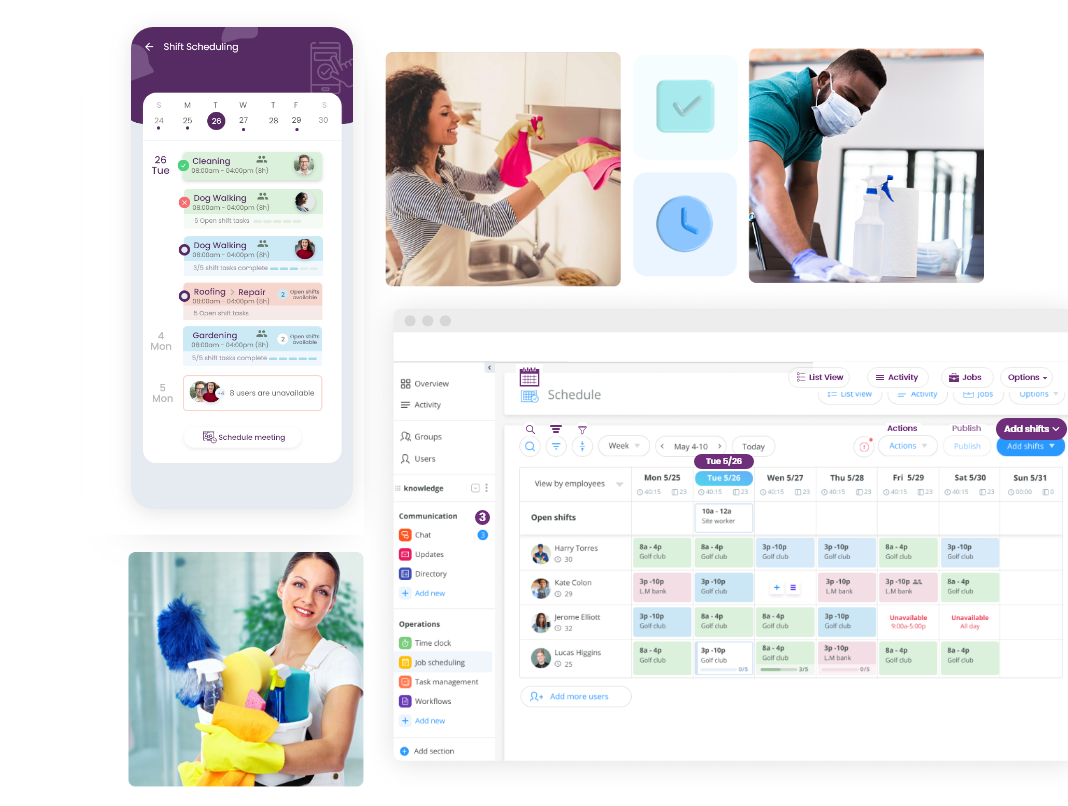 Shift Scheduling
S M T W T F S
24 25 26 27 28 29 30
26
Tue
Cleaning
08:00am - 04:00pm (8h)
Dog Walking
08:00am - 04:00pm (8h)
5 Open shift tasks
Dog Walking
08:00am - 04:00pm (8h)
3/5 shift tasks complete
Roofing > Repair
08:00am - 04:00pm (8h)
2 Open shifts
available
5 Open shift tasks
4
Mon
Gardening
08:00am - 04:00pm (8h)
2 Open shifts
available
5/5 shift tasks complete
5
Mon
+4 8 users are unavailable
Schedule meeting
Overview
Activity
Groups
Users
knowledge
Communication 3
Chat 3
Updates
Directory
Add new
Operations
Time clock
Job scheduling
Task management
Workflows
Add new
Add section
List View Activity Jobs Options
Schedule
List view Activity Jobs Options
Actions Publish Add shifts
Week May 4-10 Today
Actions Publish Add shifts
Tue 5/26
View by employees
Mon 5/25 Tue 5/26 Wen 5/27 Thu 5/28 Fri 5/29 Sat 5/30 Sun 5/31
40:15 23 40:15 23 40:15 23 40:15 23 40:15 23 40:15 23 00:00 0
Open shifts
10a - 12a
Site worker
Harry Torres
30
8a - 4p 8a - 4p 3p -10p 8a - 4p 8a - 4p 3p -10p
Golf club Golf club Golf club Golf club Golf club Golf club
Kate Colon
29
3p -10p 3p -10p 3p -10p 3p -10p 8a - 4p
L.M bank Golf club L.M bank L.M bank Golf club
Jerome Elliott
32
3p -10p 8a - 4p 8a - 4p 3p -10p Unavailable Unavailable
Golf club Golf club Golf club Golf club 9:00a-5:00p All day
Lucas Higgins
25
8a - 4p 3p -10p 8a - 4p 3p -10p 8a - 4p 8a - 4p
Golf club Golf club Golf club L.M bank Golf club Golf club
0/5 3/5 0/5
Add more users